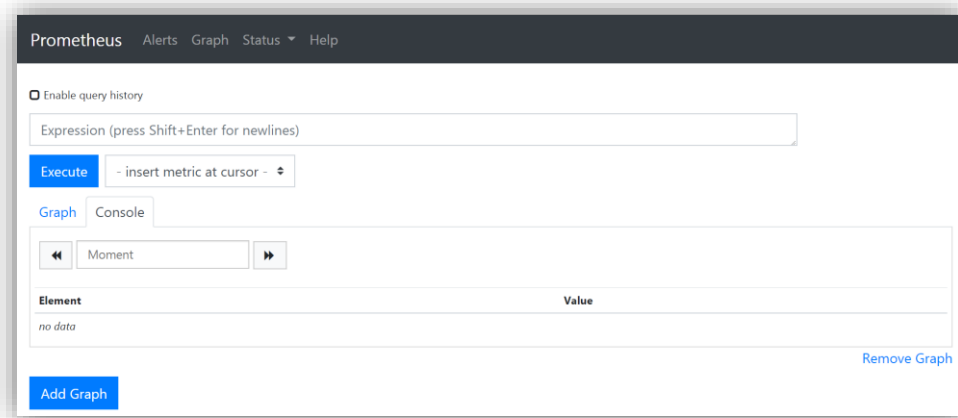 Prometheus Alerts Graph Status Help
Enable query history
Expression (press Shift+Enter for newlines)
Execute - insert metric at cursor -
Graph Console
Moment
Element Value
no data
Remove Graph
Add Graph